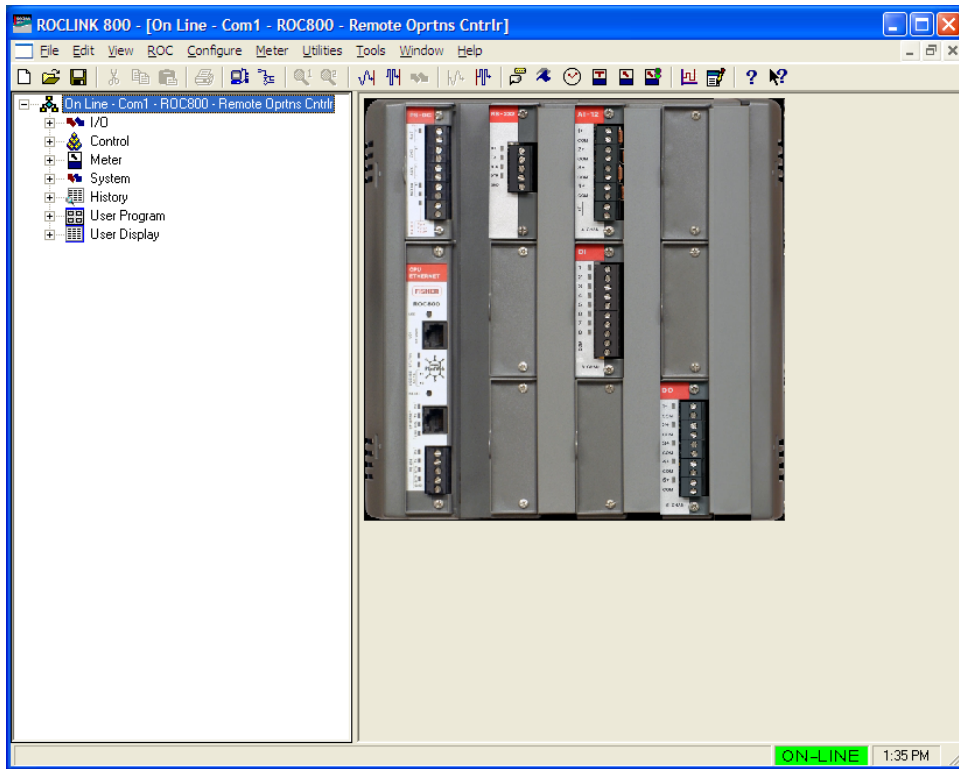 ROCLINK 800 - [On Line - Com1 - ROC800 - Remote Oprtns Cntrlr]
File Edit View ROC Configure Meter Utilities Tools Window Help
On Line - Com1 - ROC800 - Remote Oprtns Cntrlr
I/O
Control
Meter
System
History
User Program
User Display
AI-12
CPU
ETHERNET
FISHER
ROC800
DI
DO
ON-LINE
1:35 PM